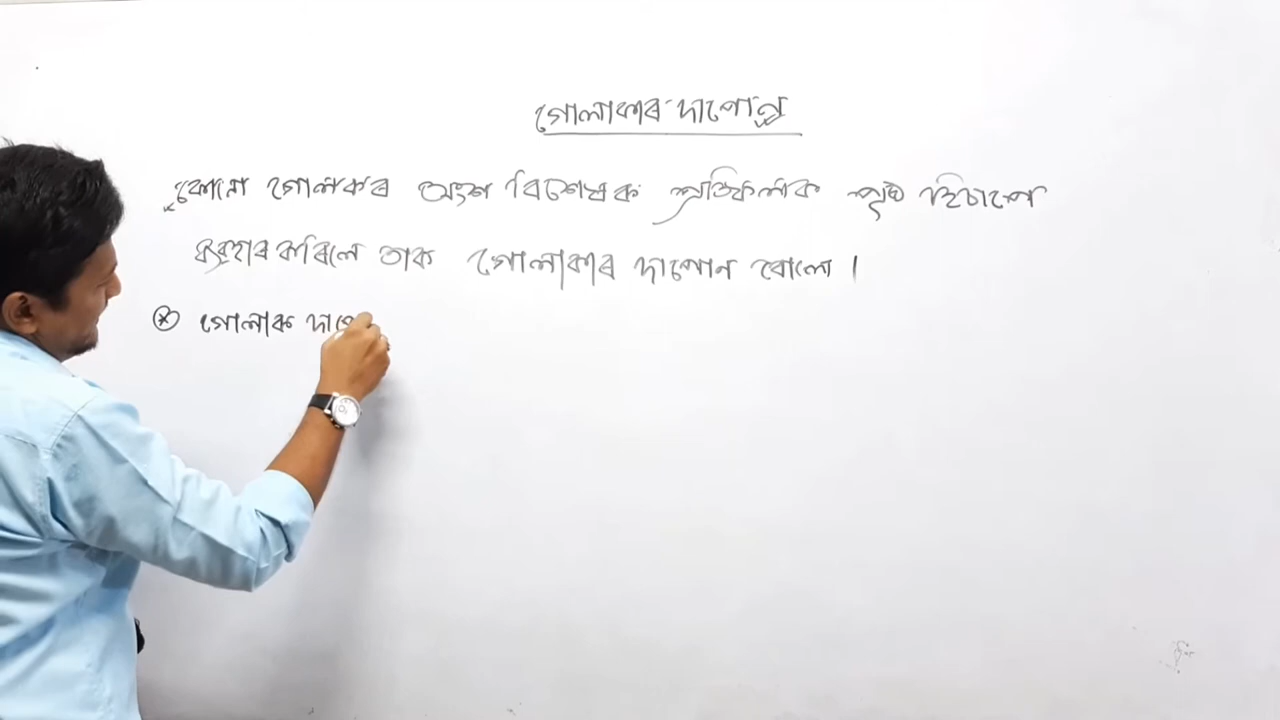 গোলাকাৰ দাপোন
কোনো গোলকৰ অংশ বিশেষক প্ৰতিফলক পৃষ্ঠ হিচাপে
ব্যৱহাৰ কৰিলে তাক গোলাকাৰ দাপোন বোলে ।
গোলাক দাপো